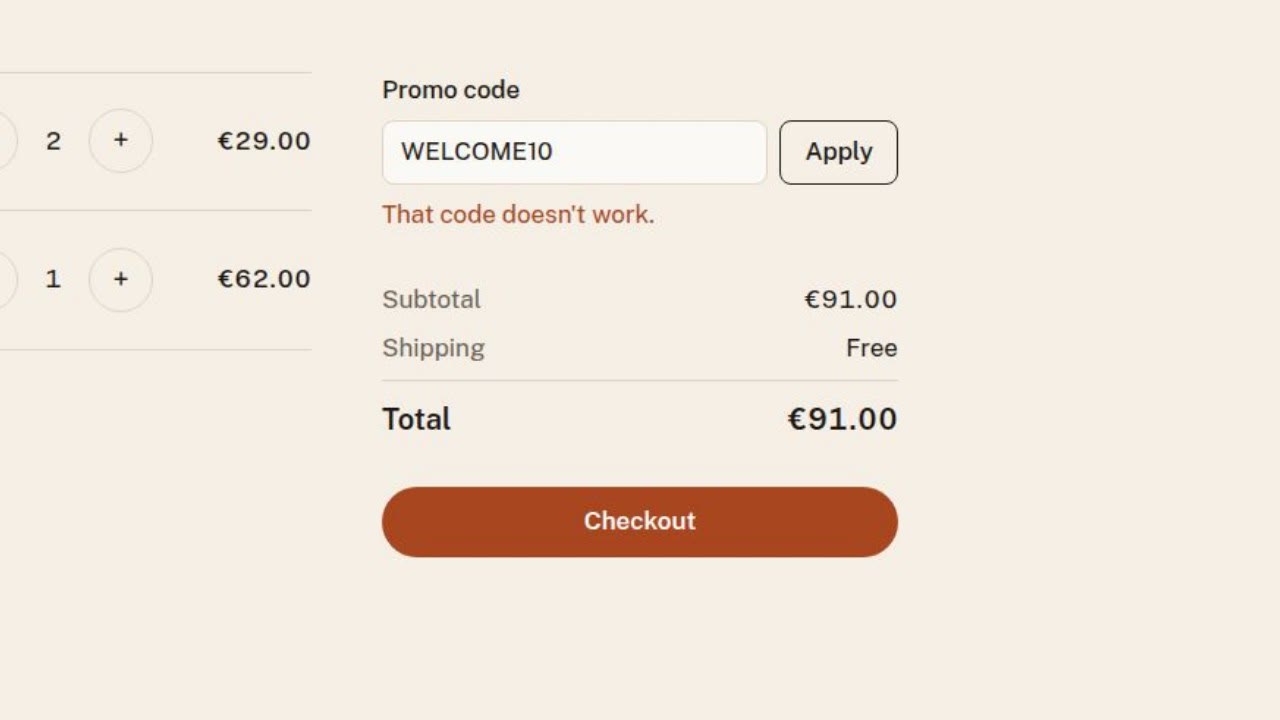 2 + €29.00
1 + €62.00
Promo code
WELCOME10 Apply
That code doesn't work.
Subtotal €91.00
Shipping Free
Total €91.00
Checkout